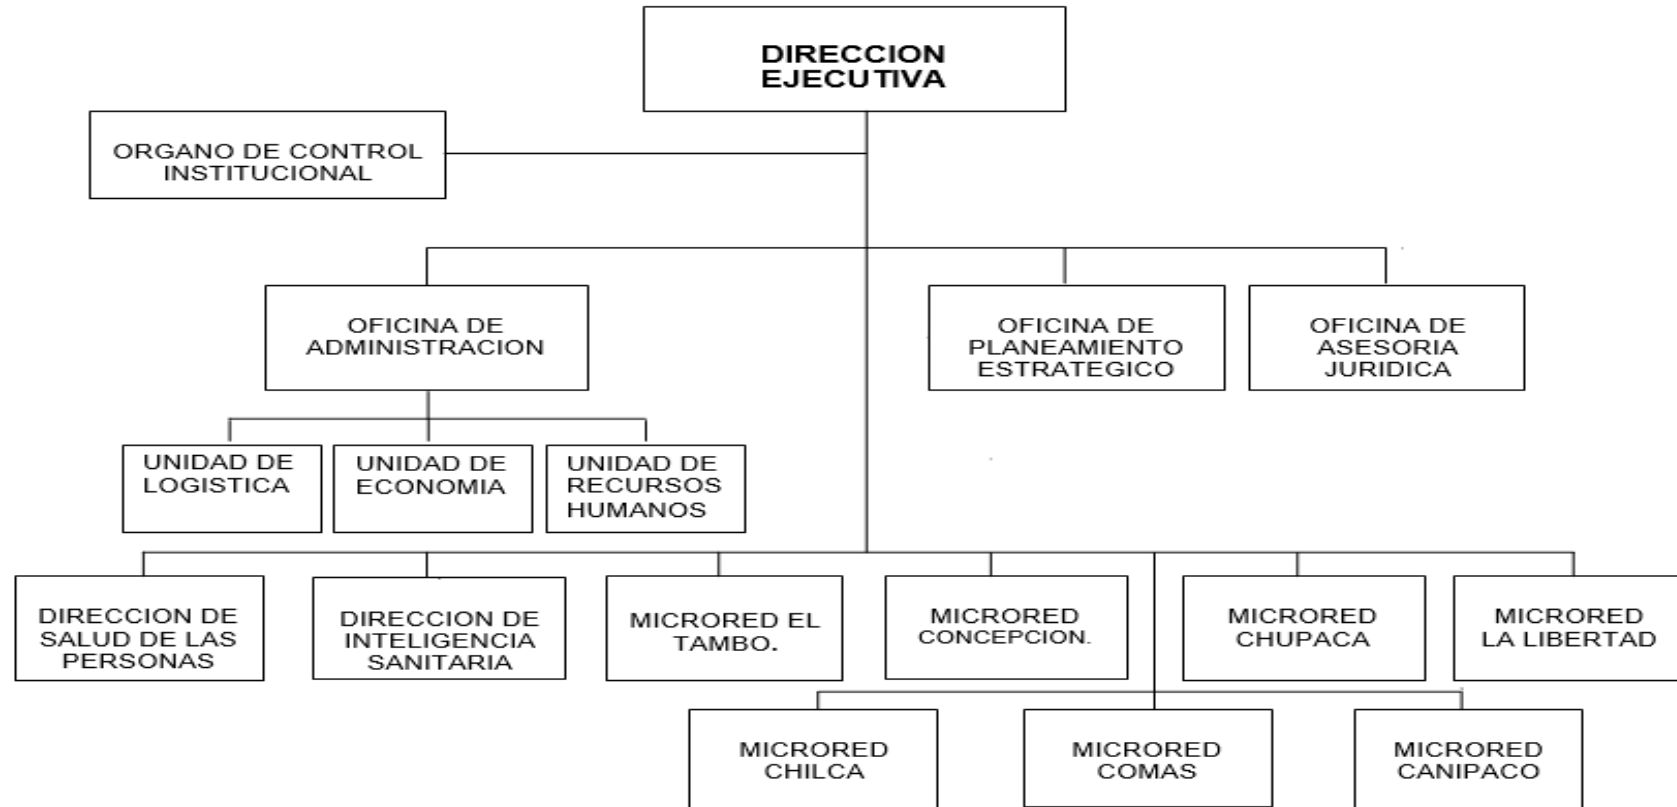 DIRECCION
EJECUTIVA
ORGANO DE CONTROL
INSTITUCIONAL
OFICINA DE
ADMINISTRACION
OFICINA DE
PLANEAMIENTO
ESTRATEGICO
OFICINA DE
ASESORIA
JURIDICA
UNIDAD DE
LOGISTICA
UNIDAD DE
ECONOMIA
UNIDAD DE
RECURSOS
HUMANOS
DIRECCION DE
SALUD DE LAS
PERSONAS
DIRECCION DE
INTELIGENCIA
SANITARIA
MICRORED EL
TAMBO.
MICRORED
CONCEPCION.
MICRORED
CHUPACA
MICRORED
LA LIBERTAD
MICRORED
CHILCA
MICRORED
COMAS
MICRORED
CANIPACO